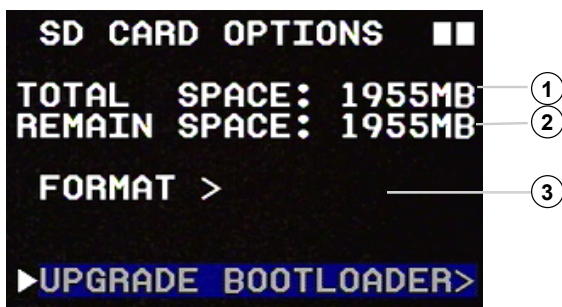 SD CARD OPTIONS
TOTAL SPACE: 1955MB
1
REMAIN SPACE: 1955MB
2
FORMAT >
3
UPGRADE BOOTLOADER>